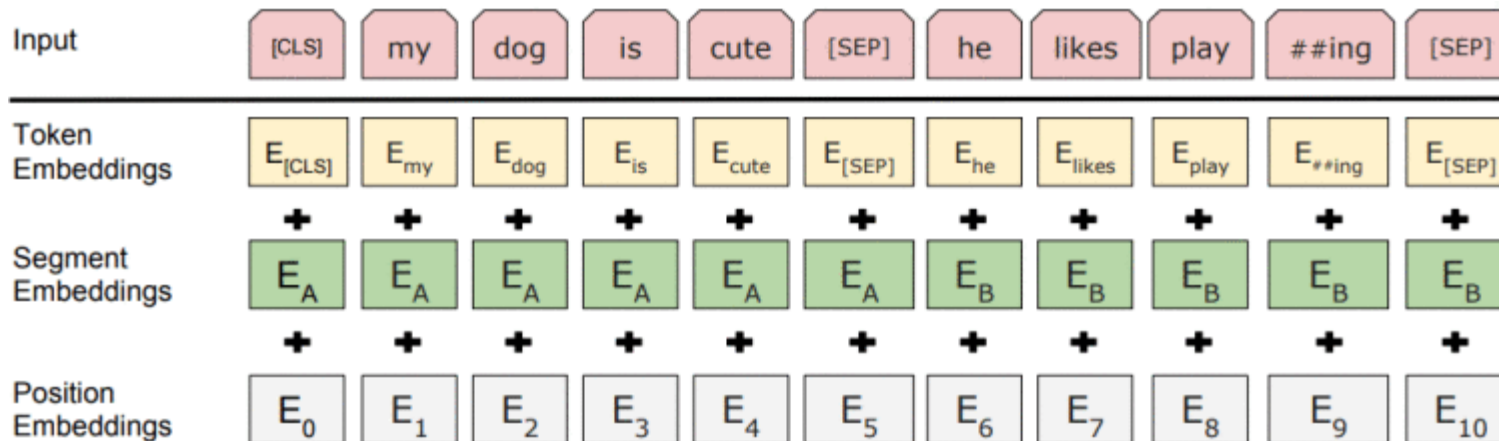 Input [CLS] my dog is cute [SEP] he likes play ##ing [SEP]
Token
Embeddings
E[CLS] Emy Edog Eis Ecute E[SEP] Ehe Elikes Eplay E##ing E[SEP]
+ + + + + + + + + + +
Segment
Embeddings
EA EA EA EA EA EA EB EB EB EB EB
+ + + + + + + + + + +
Position
Embeddings
E0 E1 E2 E3 E4 E5 E6 E7 E8 E9 E10